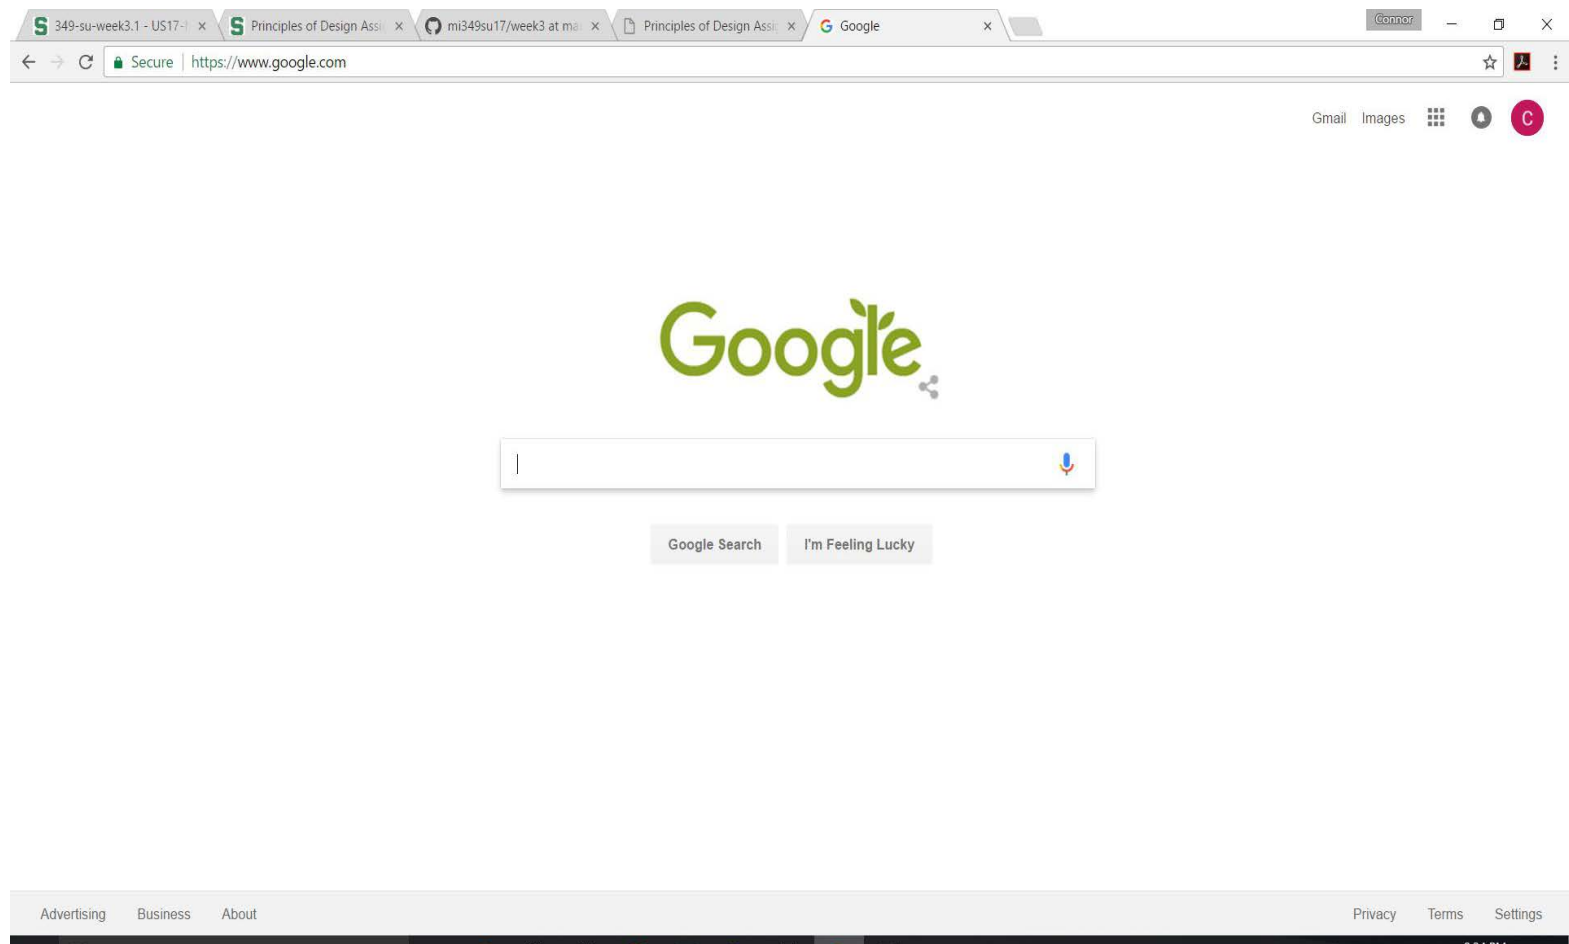 349-su-week3.1 - US17- Principles of Design Assi mi349su17/week3 at ma Principles of Design Assi Google Connor
Secure https://www.google.com
Gmail Images C
Google
Google Search I'm Feeling Lucky
Advertising Business About Privacy Terms Settings